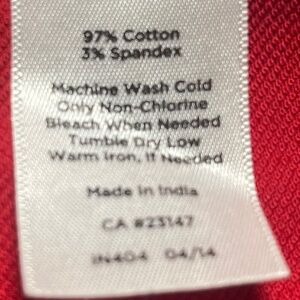 97% Cotton
3% Spandex
Machine Wash Cold
Only Non-Chlorine
Bleach When Needed
Tumble Dry Low
Warm Iron, If Needed
Made in India
CA #23147
IN404 04/14